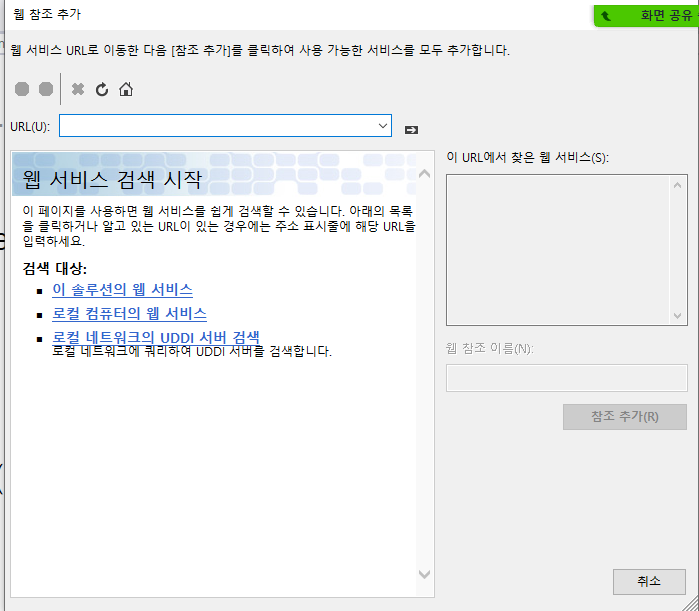 웹 참조 추가
화면 공유
웹 서비스 URL로 이동한 다음 [참조 추가]를 클릭하여 사용 가능한 서비스를 모두 추가합니다.
URL(U):
웹 서비스 검색 시작
이 페이지를 사용하면 웹 서비스를 쉽게 검색할 수 있습니다. 아래의 목록
을 클릭하거나 알고 있는 URL이 있는 경우에는 주소 표시줄에 해당 URL을
입력하세요.
검색 대상:
이 솔루션의 웹 서비스
로컬 컴퓨터의 웹 서비스
로컬 네트워크의 UDDI 서버 검색
로컬 네트워크에 쿼리하여 UDDI 서버를 검색합니다.
이 URL에서 찾은 웹 서비스(S):
웹 참조 이름(N):
참조 추가(R)
취소